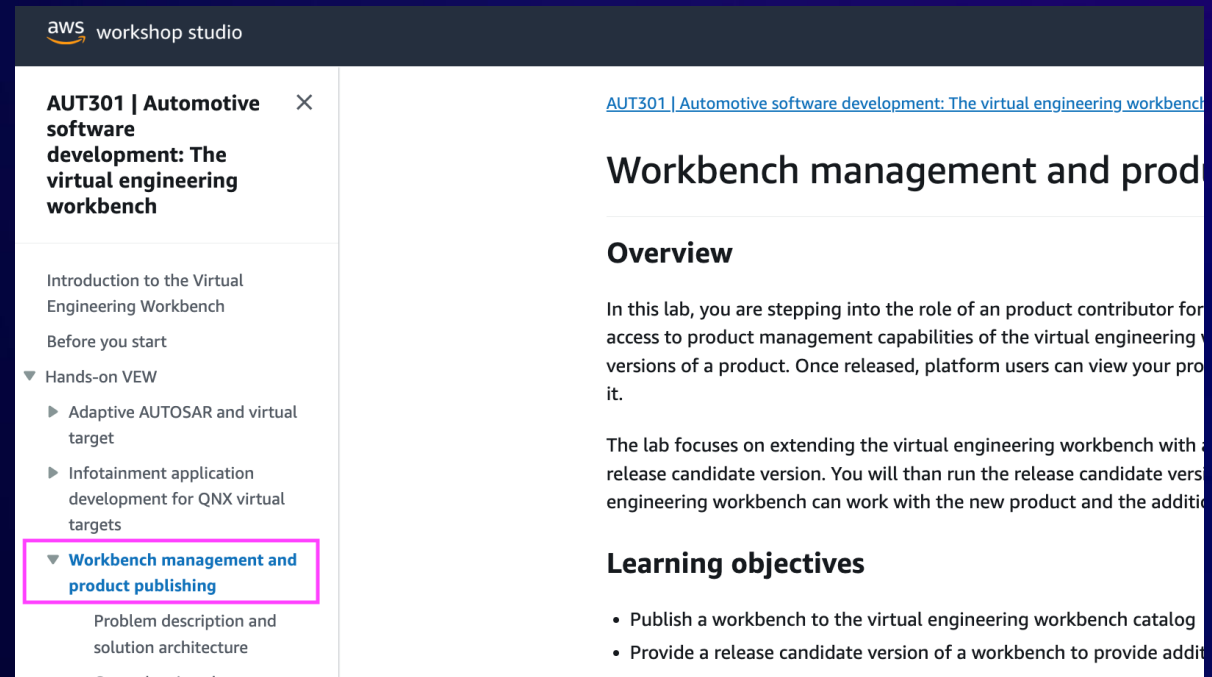 aws workshop studio
AUT301 | Automotive
software
development: The
virtual engineering
workbench
Introduction to the Virtual
Engineering Workbench
Before you start
Hands-on VEW
Adaptive AUTOSAR and virtual
target
Infotainment application
development for QNX virtual
targets
Workbench management and
product publishing
Problem description and
solution architecture
AUT301 | Automotive software development: The virtual engineering workbench
Workbench management and produ
Overview
In this lab, you are stepping into the role of an product contributor for
access to product management capabilities of the virtual engineering
versions of a product. Once released, platform users can view your pro
it.
The lab focuses on extending the virtual engineering workbench with a
release candidate version. You will than run the release candidate versi
engineering workbench can work with the new product and the additio
Learning objectives
• Publish a workbench to the virtual engineering workbench catalog
• Provide a release candidate version of a workbench to provide addit